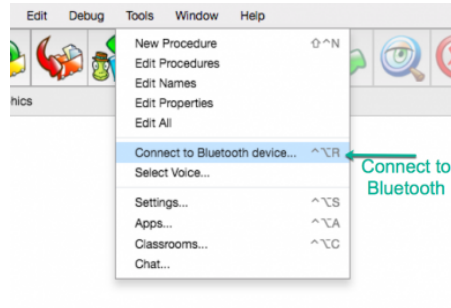 Edit Debug Tools Window Help
New Procedure ⇧^N
Edit Procedures
Edit Names
hics
Edit Properties
Edit All
Connect to Bluetooth device... ^⌥R
Connect to
Select Voice...
Bluetooth
Settings... ^⌥S
Apps... ^⌥A
Classrooms... ^⌥C
Chat...